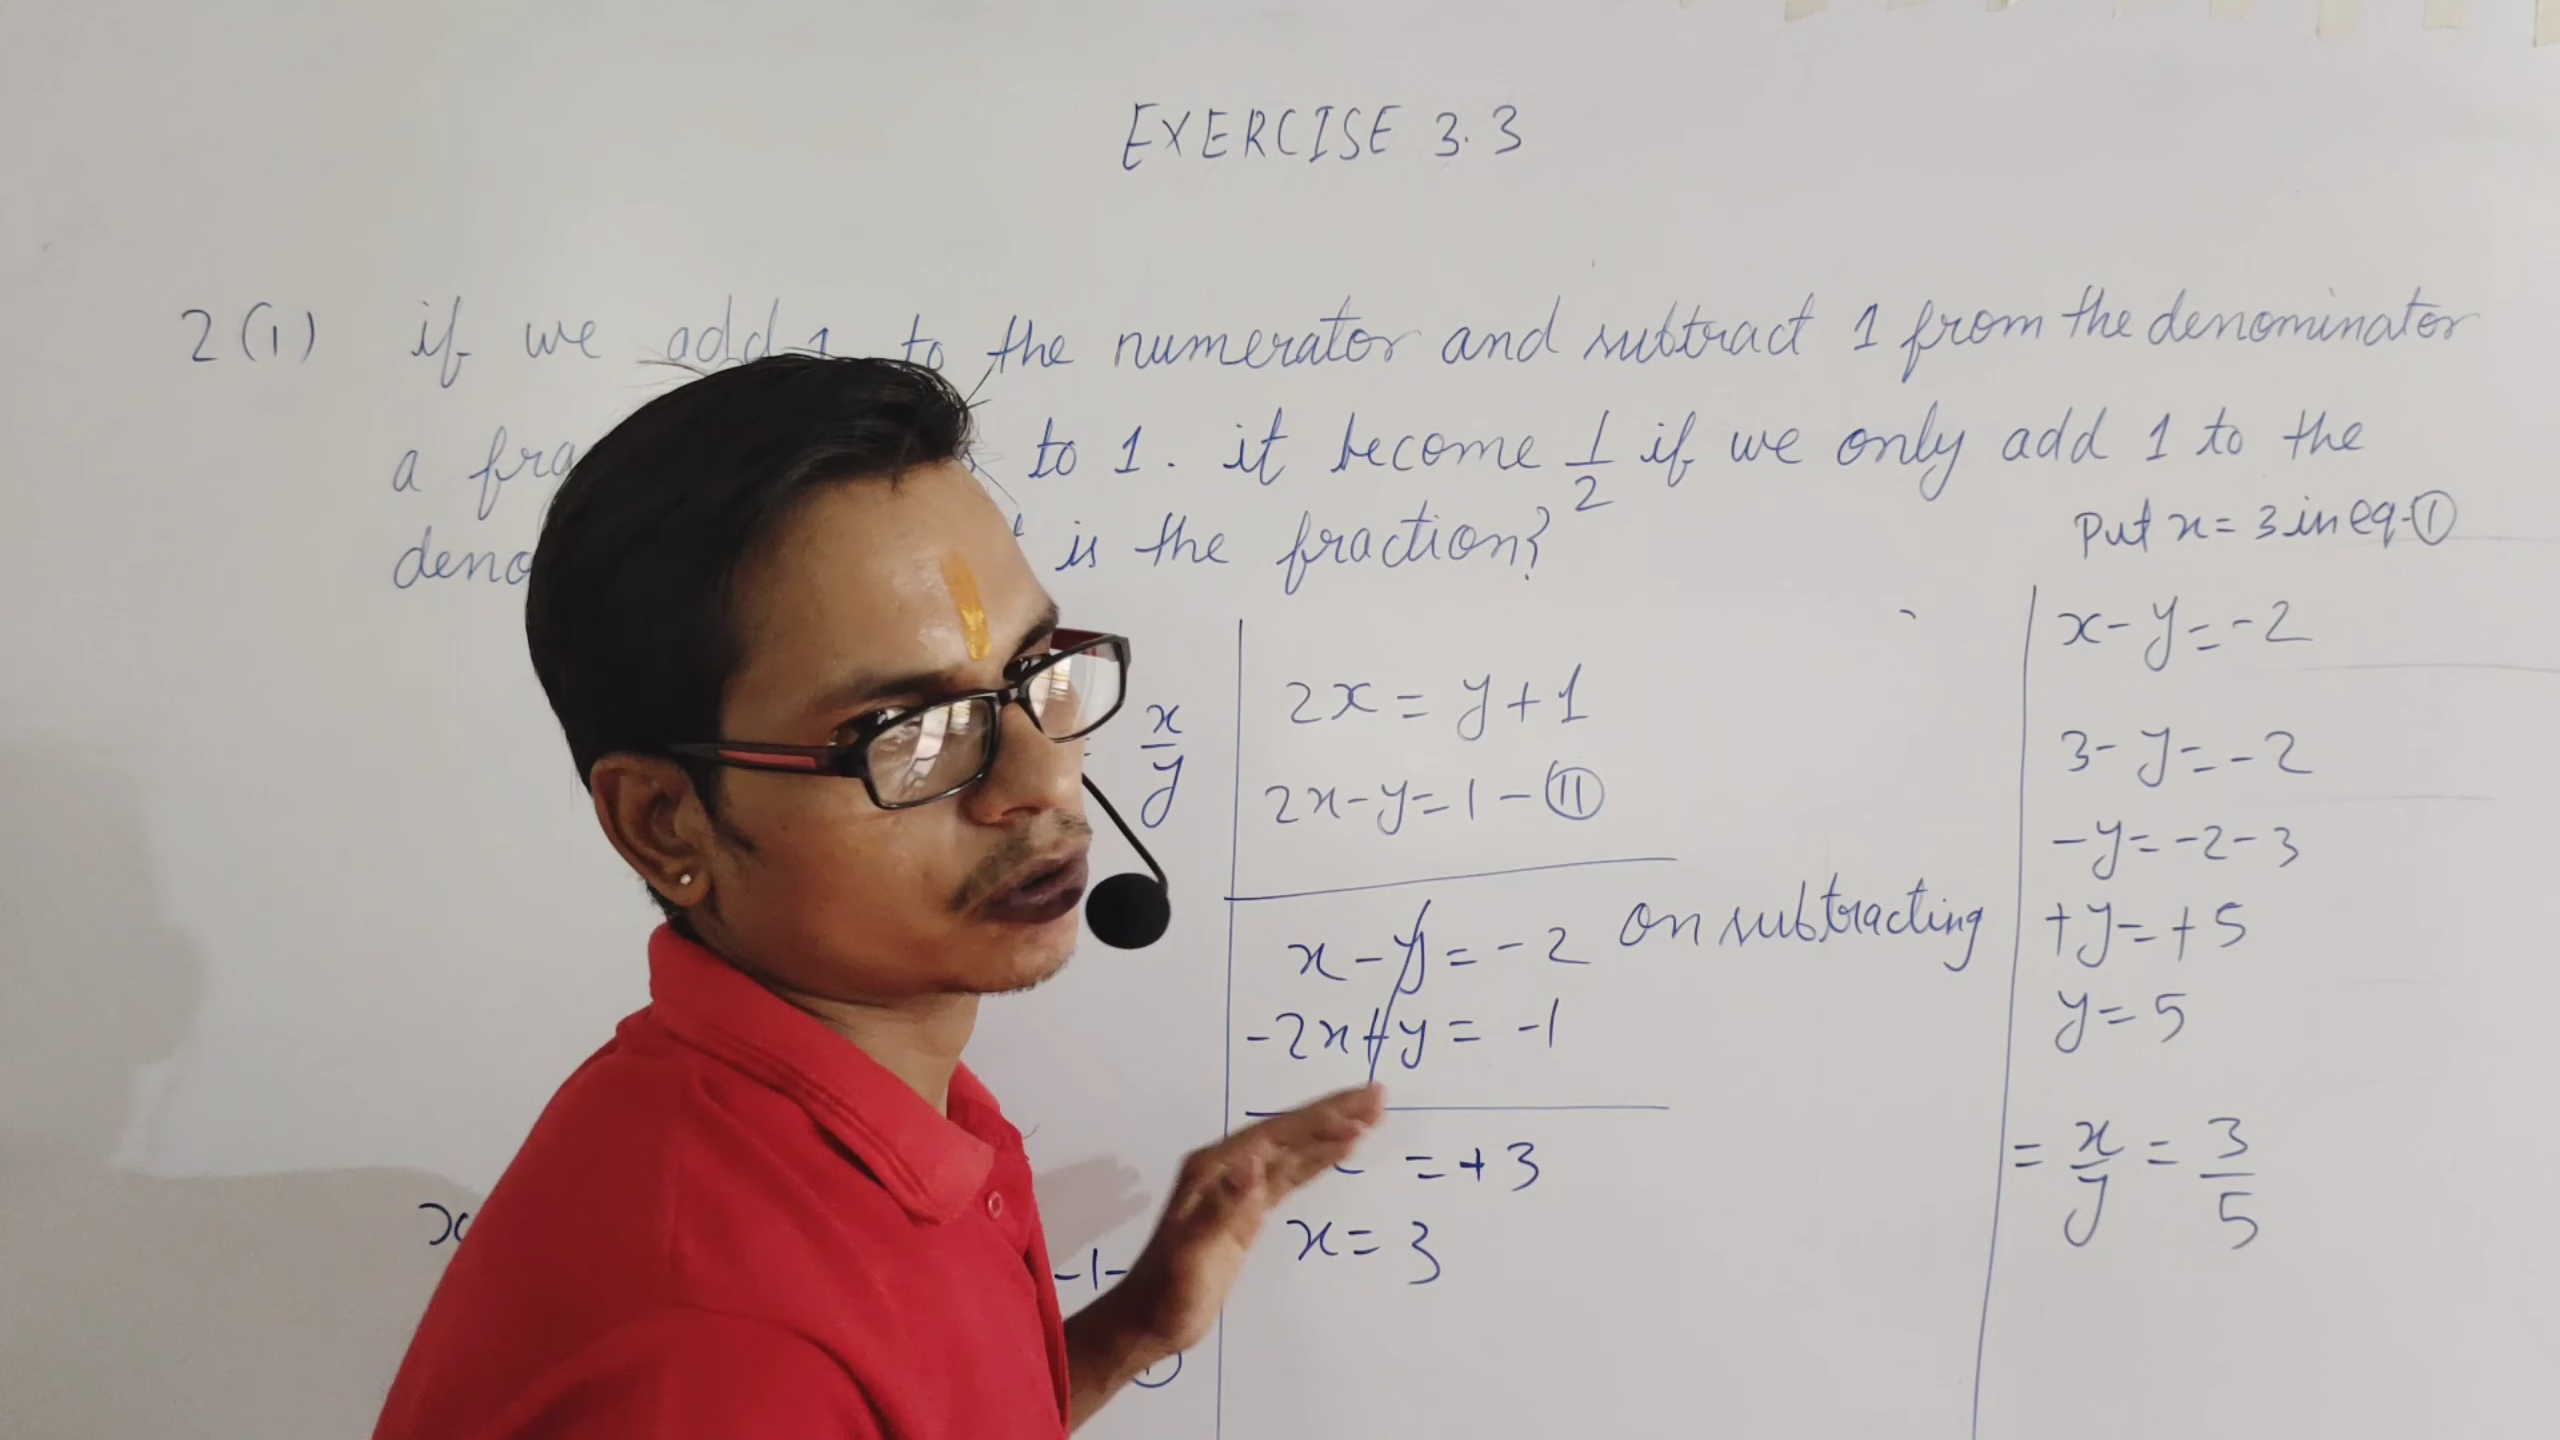 EXERCISE 3.3
2(1) if we add 1 to the numerator and subtract 1 from the denominator
a to 1. it become 1/2 if we only add 1 to the
is the fraction?
x/y
2x = y+1
2x-y=1-(II)
x-y=-2 on subtracting
-2x+y=-1
=+3
x=3
-1-
Put x=3 in eq-(1)
x-y=-2
3-y=-2
-y=-2-3
+y=+5
y=5
= x/y = 3/5